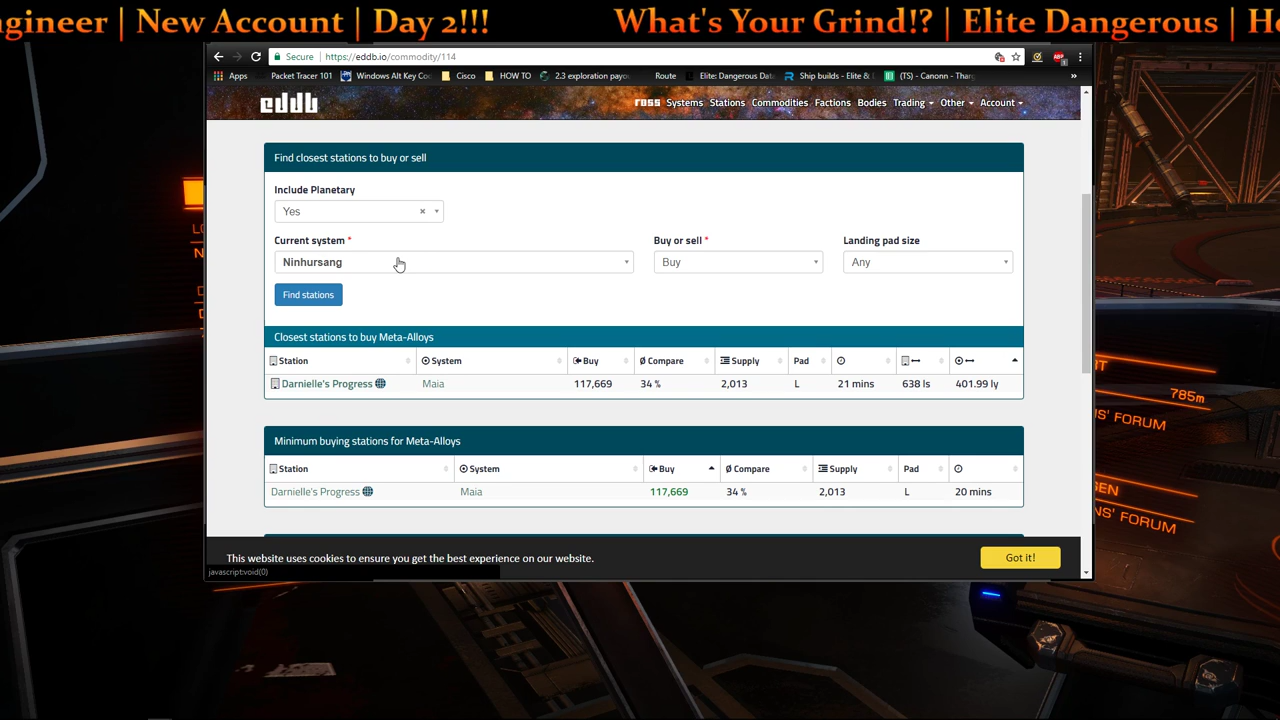 ngineer | New Account | Day 2!!! What's Your Grind!? | Elite Dangerous | H
Secure | https://eddb.io/commodity/114
Apps Packet Tracer 101 Windows Alt Key Co Cisco HOW TO 2.3 exploration payou Route Elite: Dangerous Dat Ship builds - Elite & D (TS) - Canonn - Tharg »
eddb ross Systems Stations Commodities Factions Bodies Trading Other Account
Find closest stations to buy or sell
Include Planetary
Yes ×
Current system * Buy or sell * Landing pad size
Ninhursang Buy Any
Find stations
Closest stations to buy Meta-Alloys
Station System Buy Ø Compare Supply Pad
Darnielle's Progress Maia 117,669 34 % 2,013 L 21 mins 638 ls 401.99 ly
Minimum buying stations for Meta-Alloys
Station System Buy Ø Compare Supply Pad
Darnielle's Progress Maia 117,669 34 % 2,013 L 20 mins
This website uses cookies to ensure you get the best experience on our website. Got it!
javascript:void(0)
785m
S' FORUM
EN
NS' FORUM